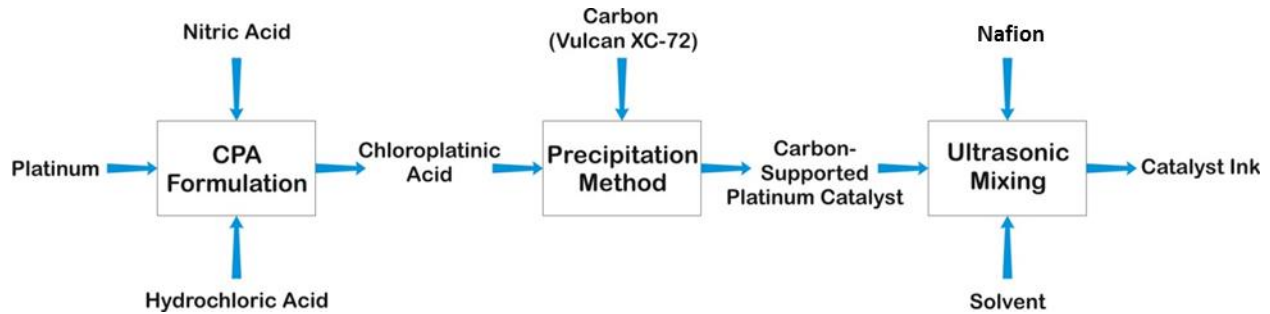 Nitric Acid
Carbon
(Vulcan XC-72)
Nafion
Platinum
CPA
Formulation
Chloroplatinic
Acid
Precipitation
Method
Carbon-
Supported
Platinum Catalyst
Ultrasonic
Mixing
Catalyst Ink
Hydrochloric Acid
Solvent